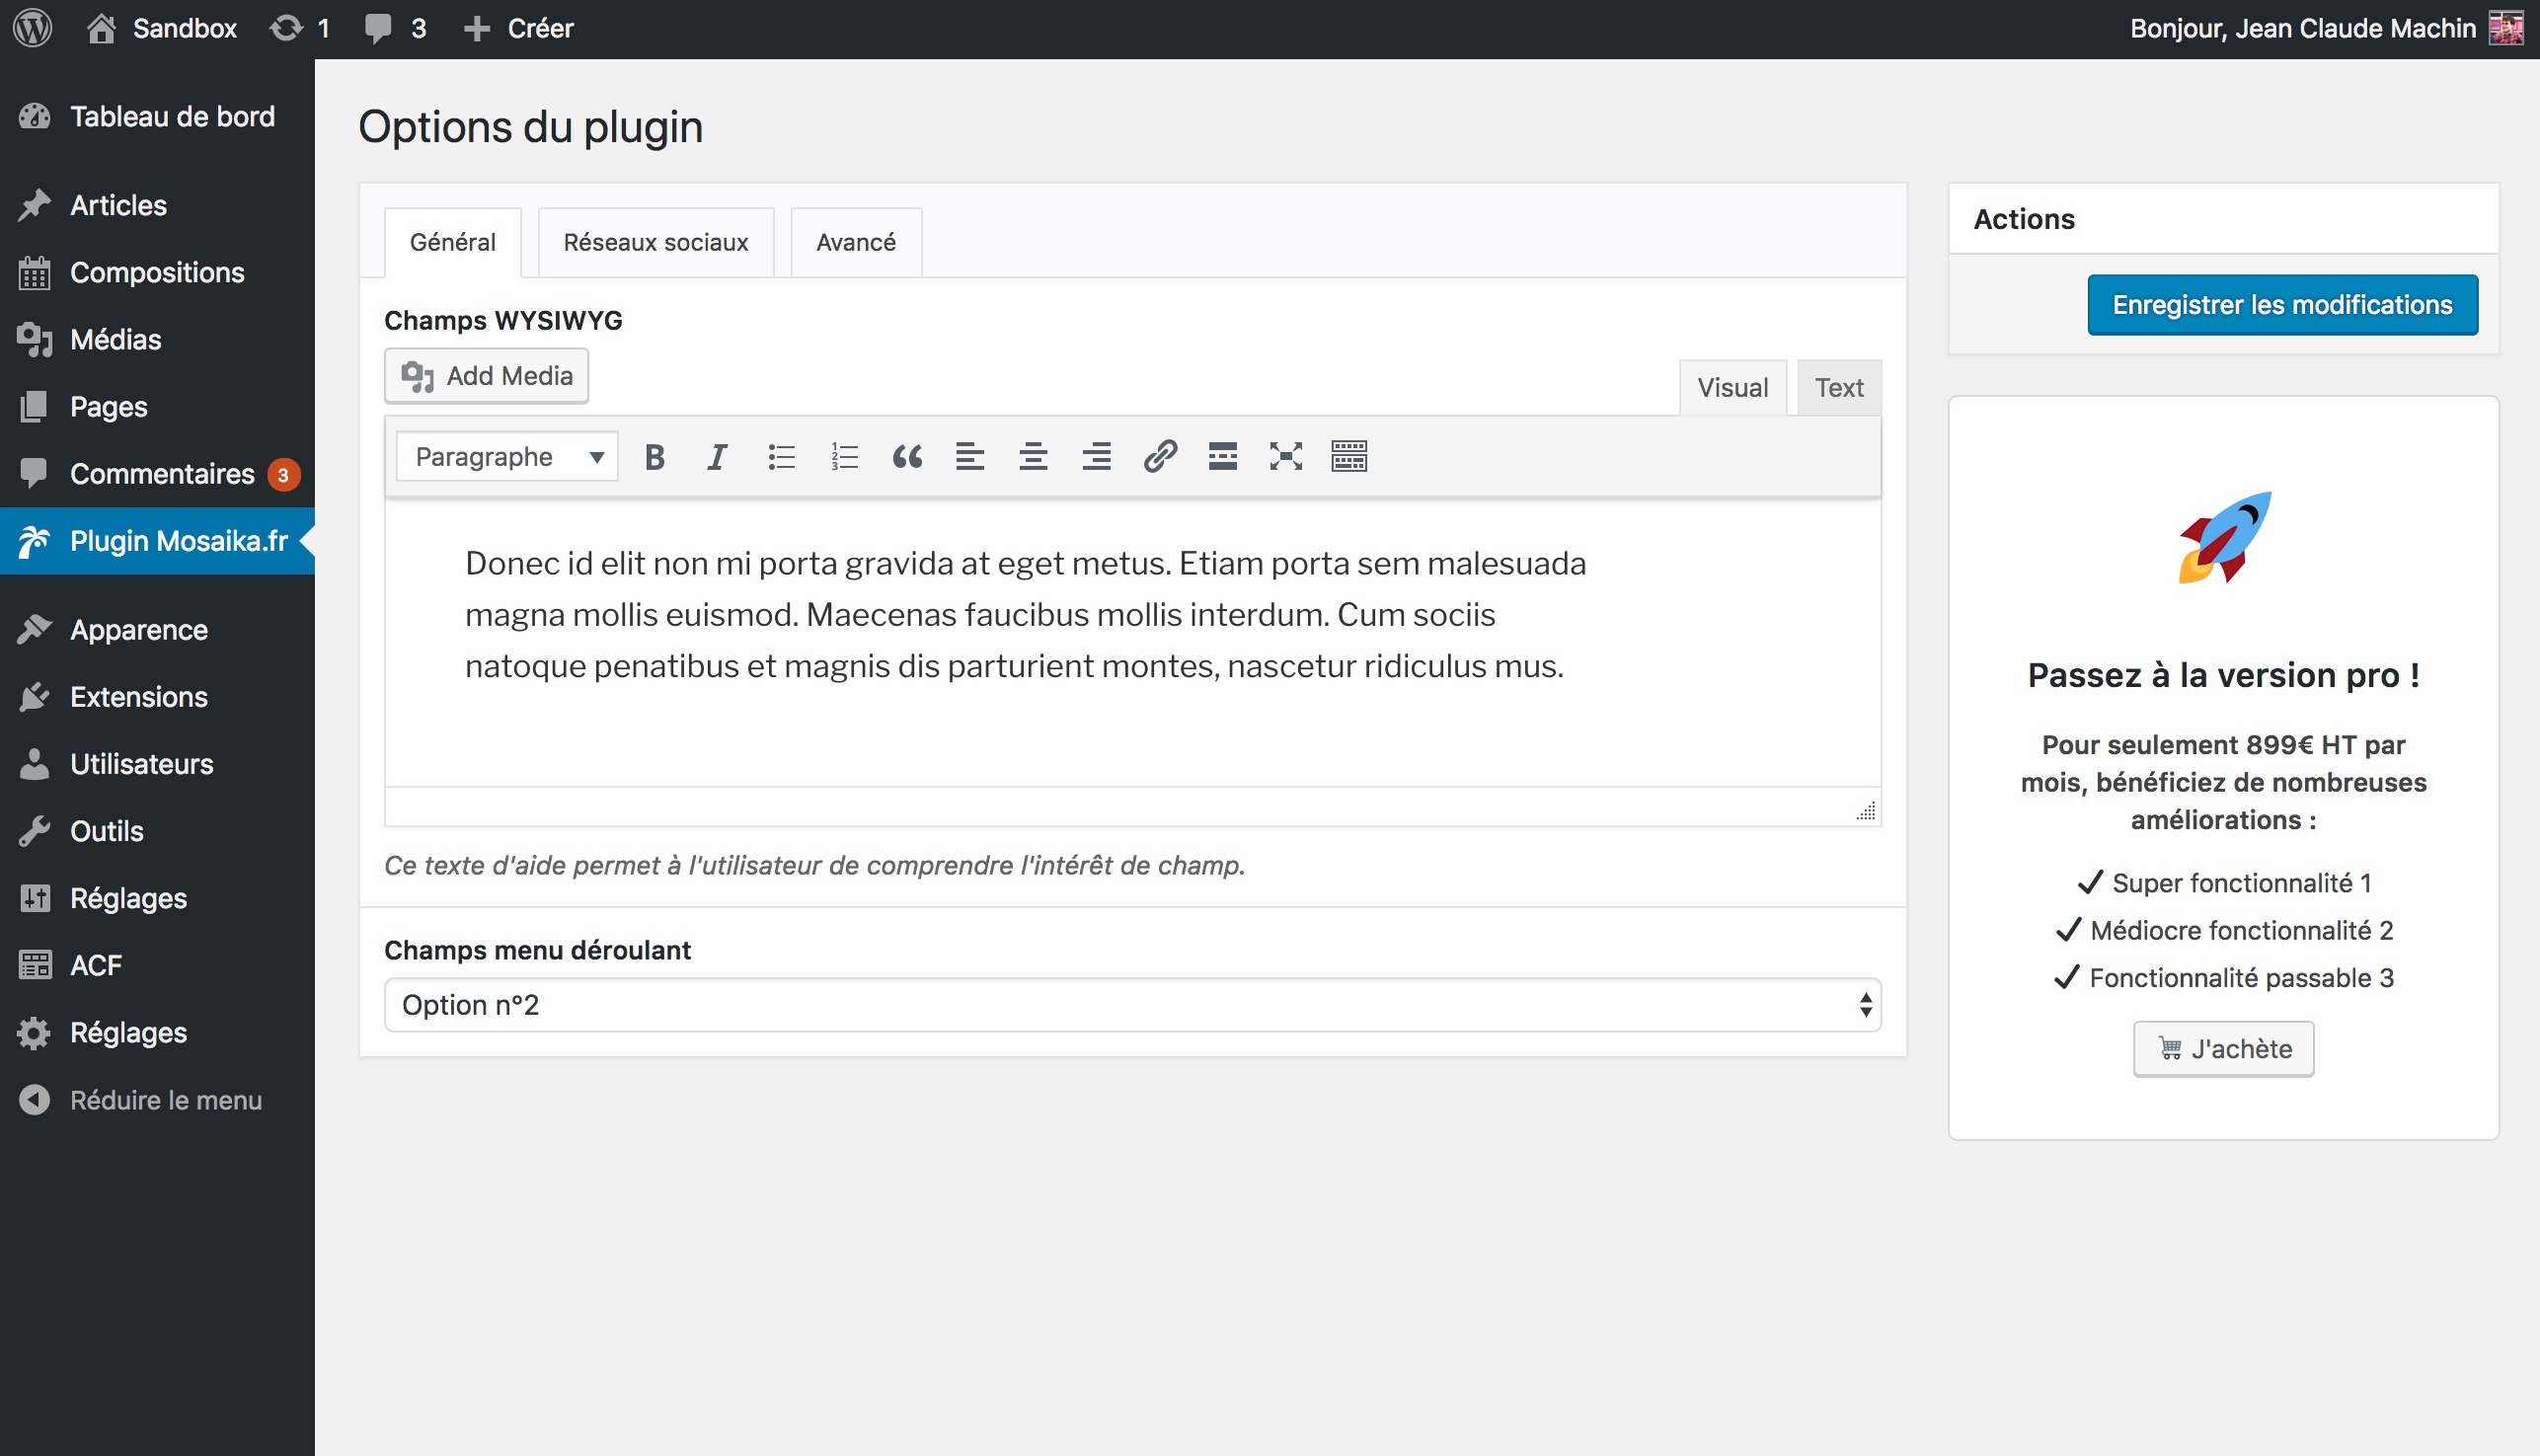 Sandbox 1 3 Créer Bonjour, Jean Claude Machin
Tableau de bord
Articles
Compositions
Médias
Pages
Commentaires 3
Plugin Mosaika.fr
Apparence
Extensions
Utilisateurs
Outils
Réglages
ACF
Réglages
Réduire le menu
Options du plugin
Général Réseaux sociaux Avancé
Champs WYSIWYG
Add Media
Visual Text
Paragraphe
Donec id elit non mi porta gravida at eget metus. Etiam porta sem malesuada
magna mollis euismod. Maecenas faucibus mollis interdum. Cum sociis
natoque penatibus et magnis dis parturient montes, nascetur ridiculus mus.
Ce texte d'aide permet à l'utilisateur de comprendre l'intérêt de champ.
Champs menu déroulant
Option n°2
Actions
Enregistrer les modifications
Passez à la version pro !
Pour seulement 899€ HT par
mois, bénéficiez de nombreuses
améliorations :
Super fonctionnalité 1
Médiocre fonctionnalité 2
Fonctionnalité passable 3
J'achète